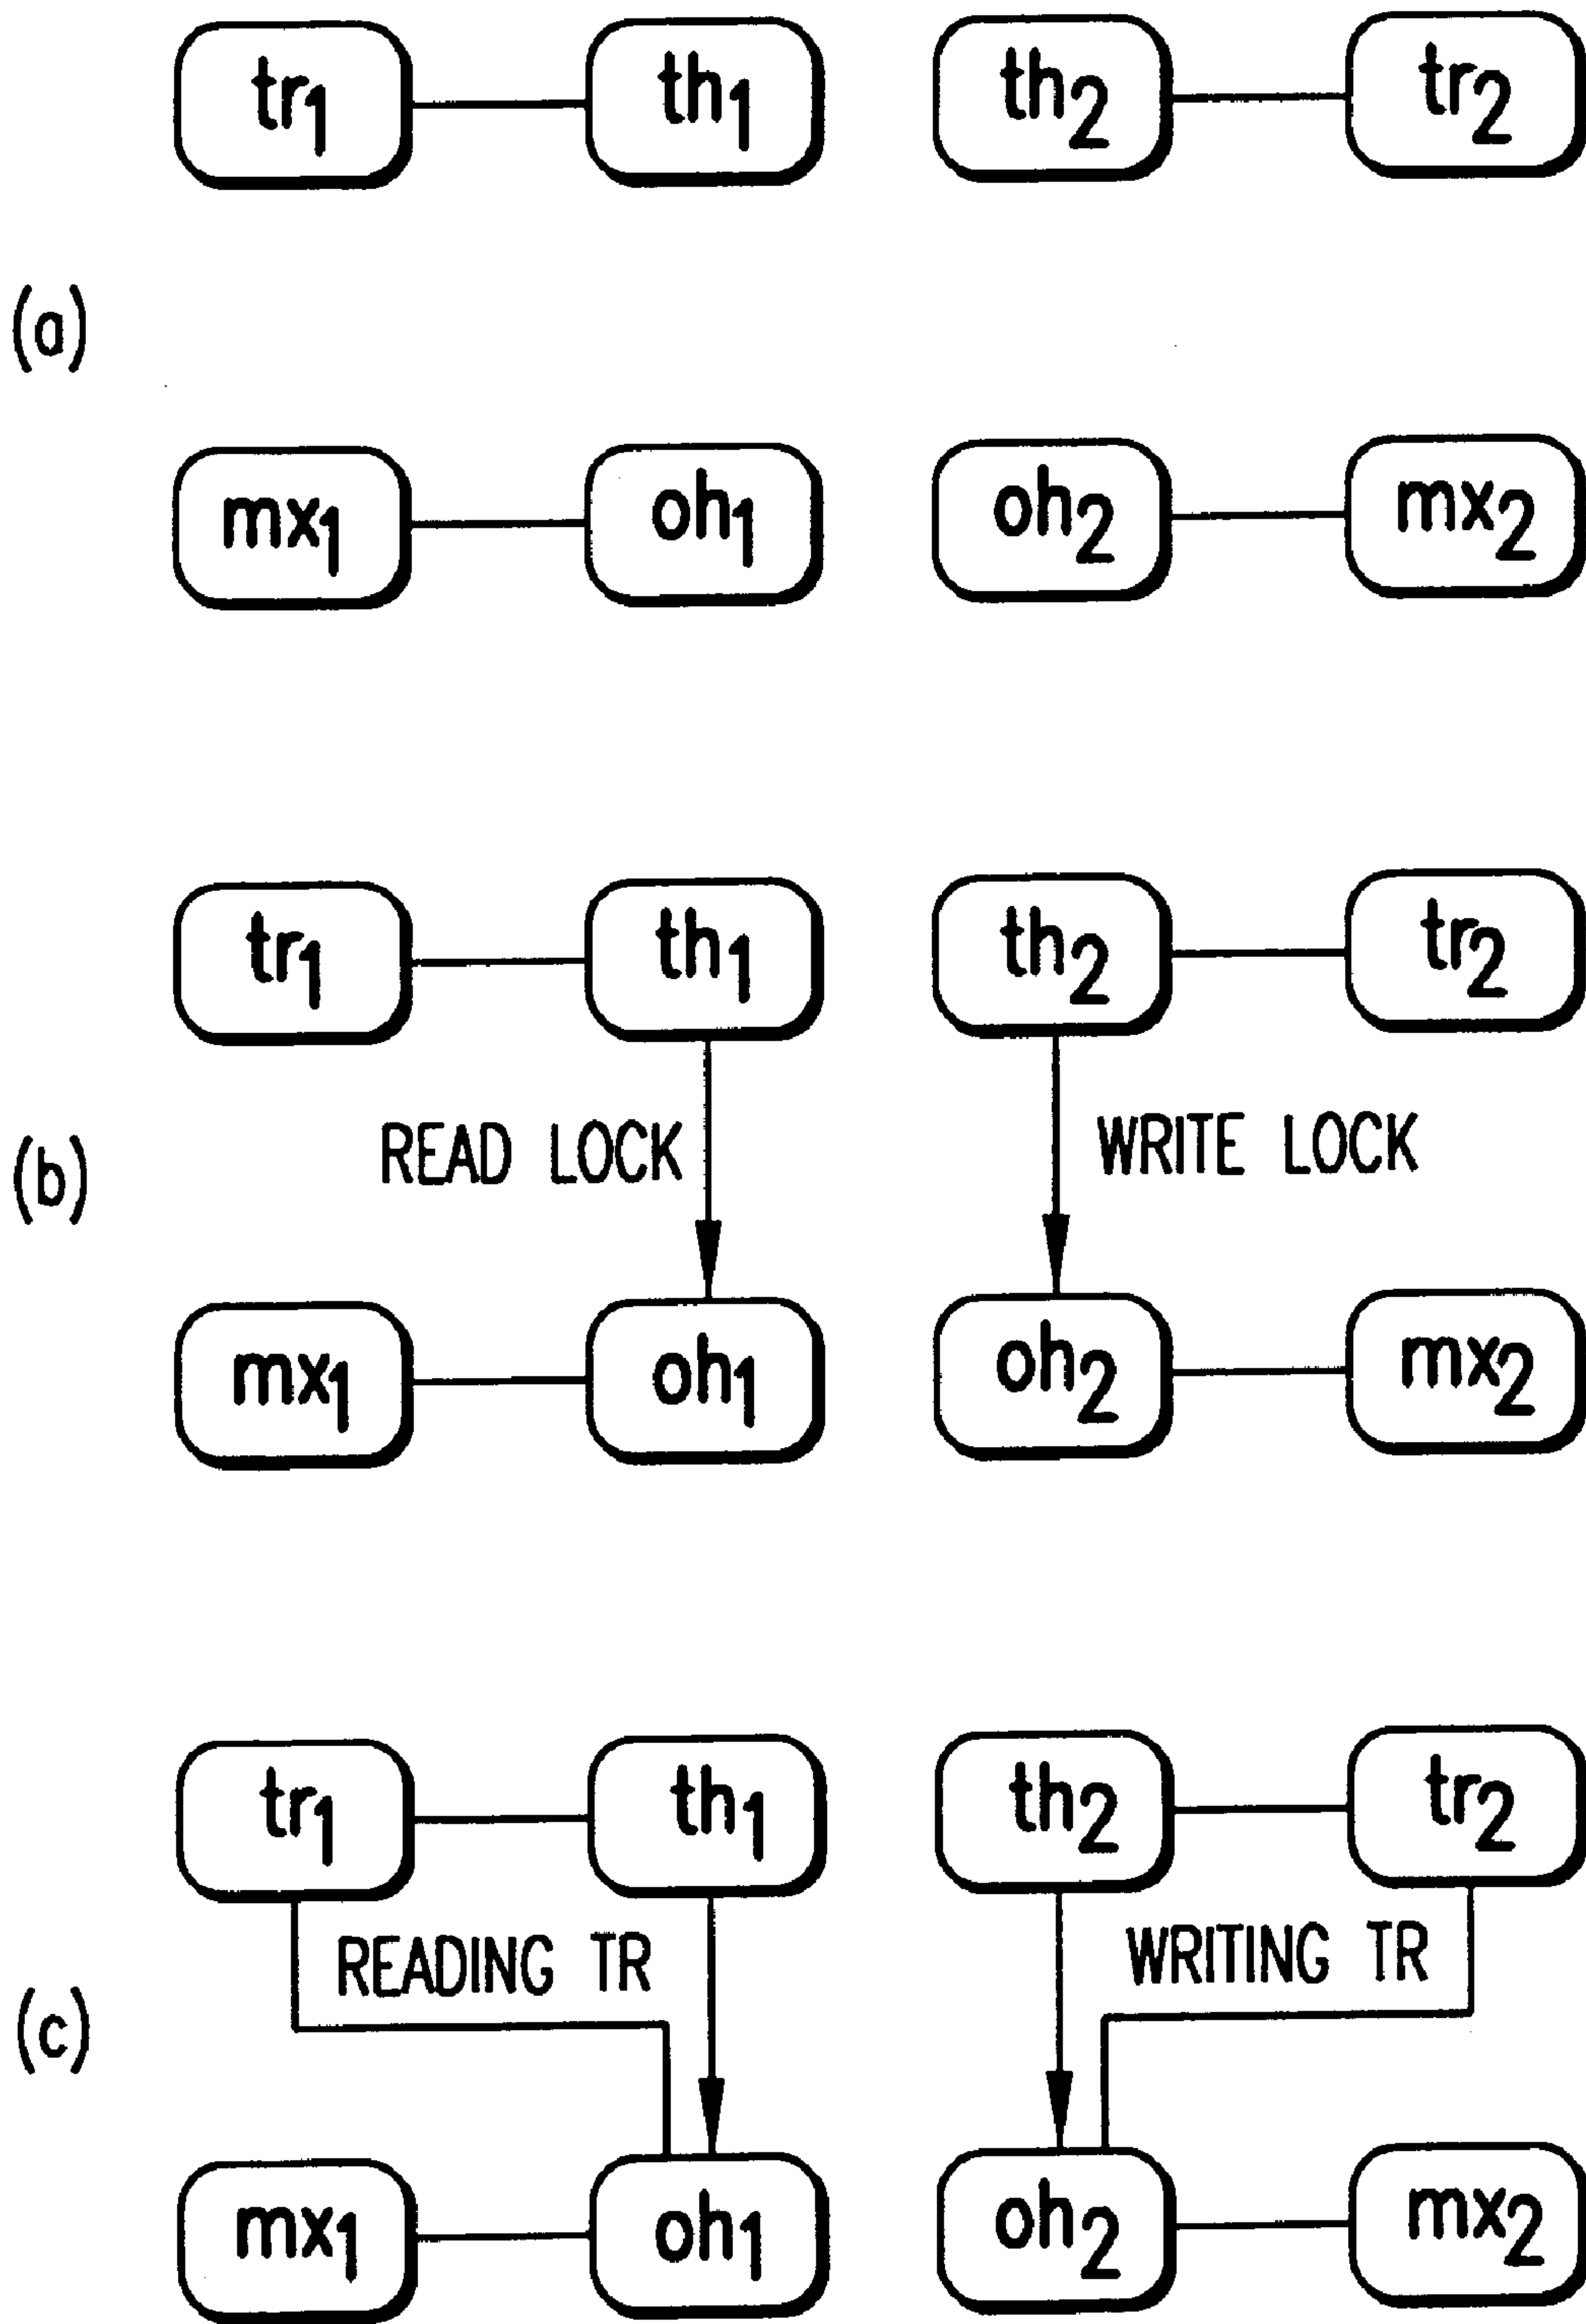 tr1 th1 th2 tr2
(a)
mx1 oh1 oh2 mx2
tr1 th1 th2 tr2
(b) READ LOCK WRITE LOCK
mx1 oh1 oh2 mx2
tr1 th1 th2 tr2
READING TR WRITING TR
(c)
mx1 oh1 oh2 mx2